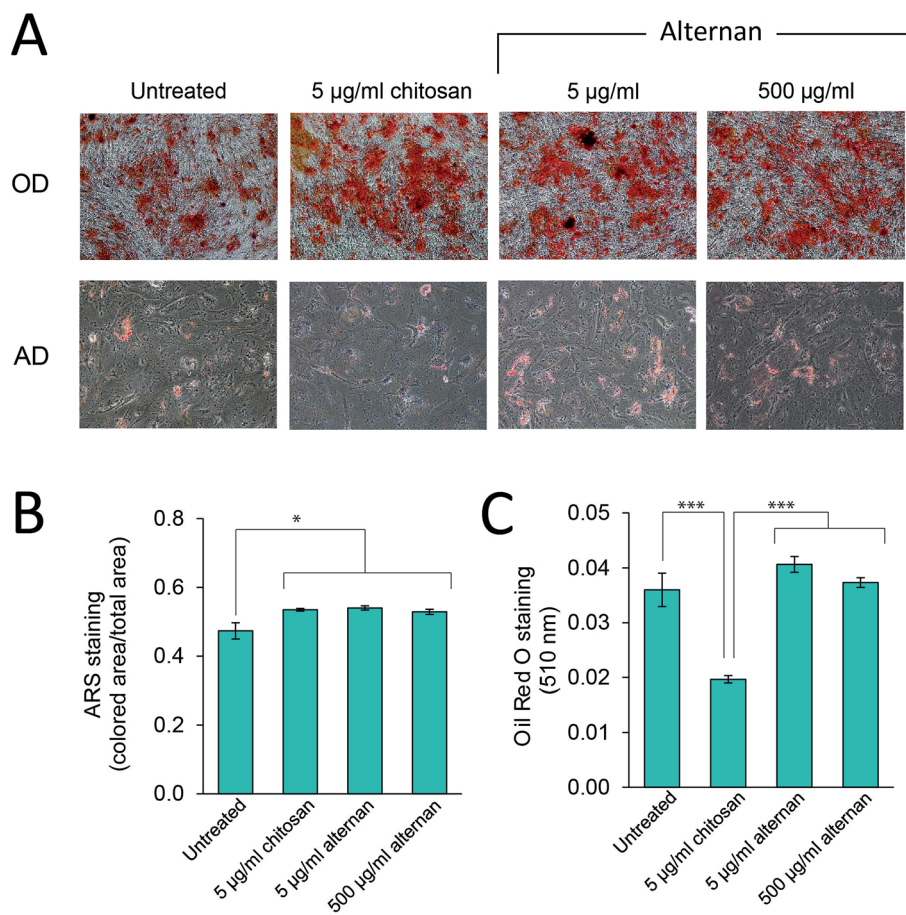 A
Alternan
Untreated
5 µg/ml chitosan
5 µg/ml
500 µg/ml
OD
AD
B
ARS staining
(colored area/total area)
0.8
0.6
0.4
0.2
0.0
*
Untreated
5 µg/ml chitosan
5 µg/ml alternan
500 µg/ml alternan
C
Oil Red O staining
(510 nm)
0.05
0.04
0.03
0.02
0.01
0.00
***
***
Untreated
5 µg/ml chitosan
5 µg/ml alternan
500 µg/ml alternan